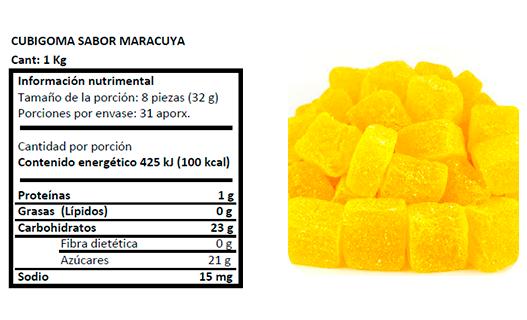 CUBIGOMA SABOR MARACUYA
Cant: 1 Kg
Información nutrimental
Tamaño de la porción: 8 piezas (32 g)
Porciones por envase: 31 aporx.
Cantidad por porción
Contenido energético 425 kJ (100 kcal)
Proteínas 1 g
Grasas (Lípidos) 0 g
Carbohidratos 23 g
Fibra dietética 0 g
Azúcares 21 g
Sodio 15 mg